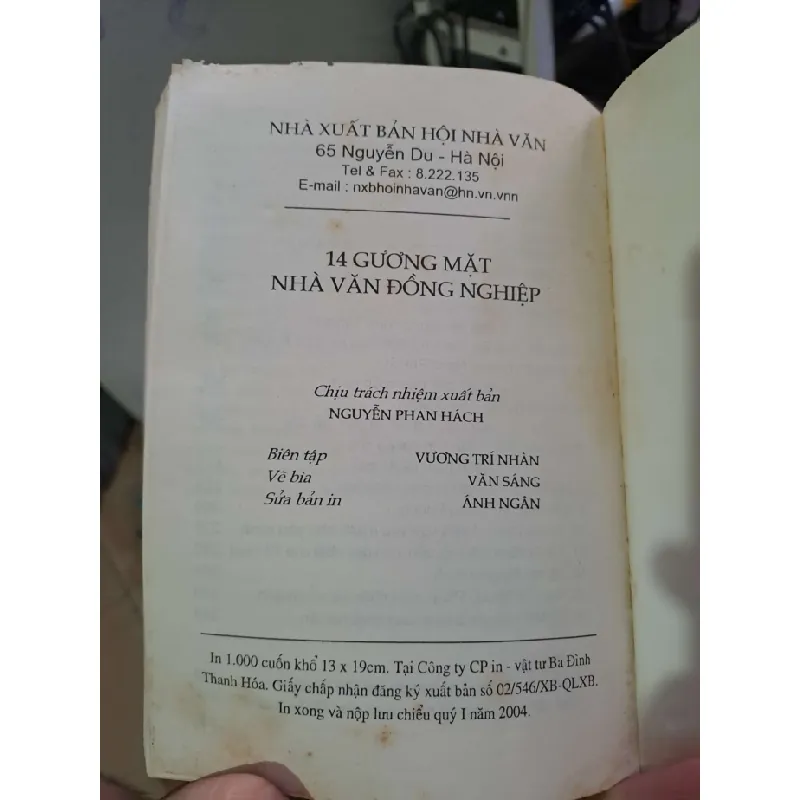 NHÀ XUẤT BẢN HỘI NHÀ VĂN
65 Nguyễn Du - Hà Nội
Tel & Fax : 8.222.135
E-mail : nxbhoinhavan@hn.vn.vnn
14 GƯƠNG MẶT
NHÀ VĂN ĐỒNG NGHIỆP
Chịu trách nhiệm xuất bản
NGUYỄN PHAN HÁCH
Biên tập VƯƠNG TRÍ NHÀN
Vẽ bìa VĂN SÁNG
Sửa bản in ÁNH NGÂN
In 1.000 cuốn khổ 13 x 19cm. Tại Công ty CP in - vật tư Ba Đình
Thanh Hóa. Giấy chấp nhận đăng ký xuất bản số 02/546/XB-QLXB.
In xong và nộp lưu chiểu quý I năm 2004.